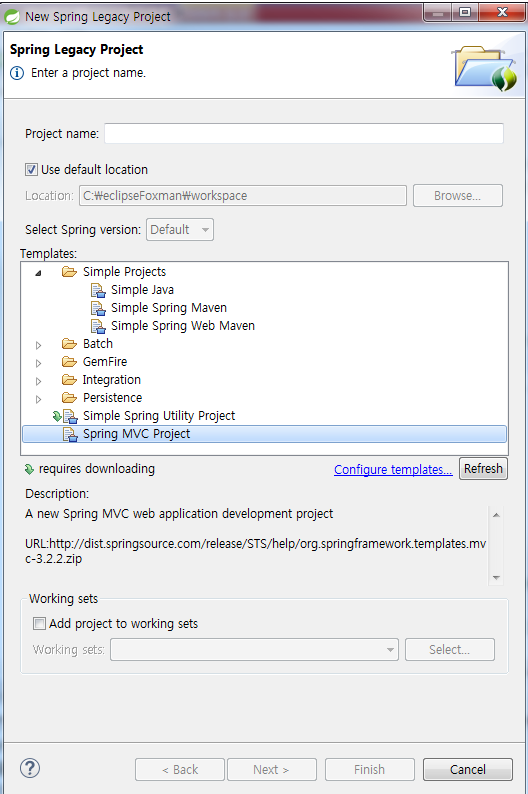 New Spring Legacy Project
Spring Legacy Project
Enter a project name.
Project name:
Use default location
Location: C:₩eclipseFoxman₩workspace Browse...
Select Spring version: Default
Templates:
Simple Projects
Simple Java
Simple Spring Maven
Simple Spring Web Maven
Batch
GemFire
Integration
Persistence
Simple Spring Utility Project
Spring MVC Project
requires downloading Configure templates... Refresh
Description:
A new Spring MVC web application development project
URL:http://dist.springsource.com/release/STS/help/org.springframework.templates.mv
c-3.2.2.zip
Working sets
Add project to working sets
Working sets: Select...
< Back Next > Finish Cancel